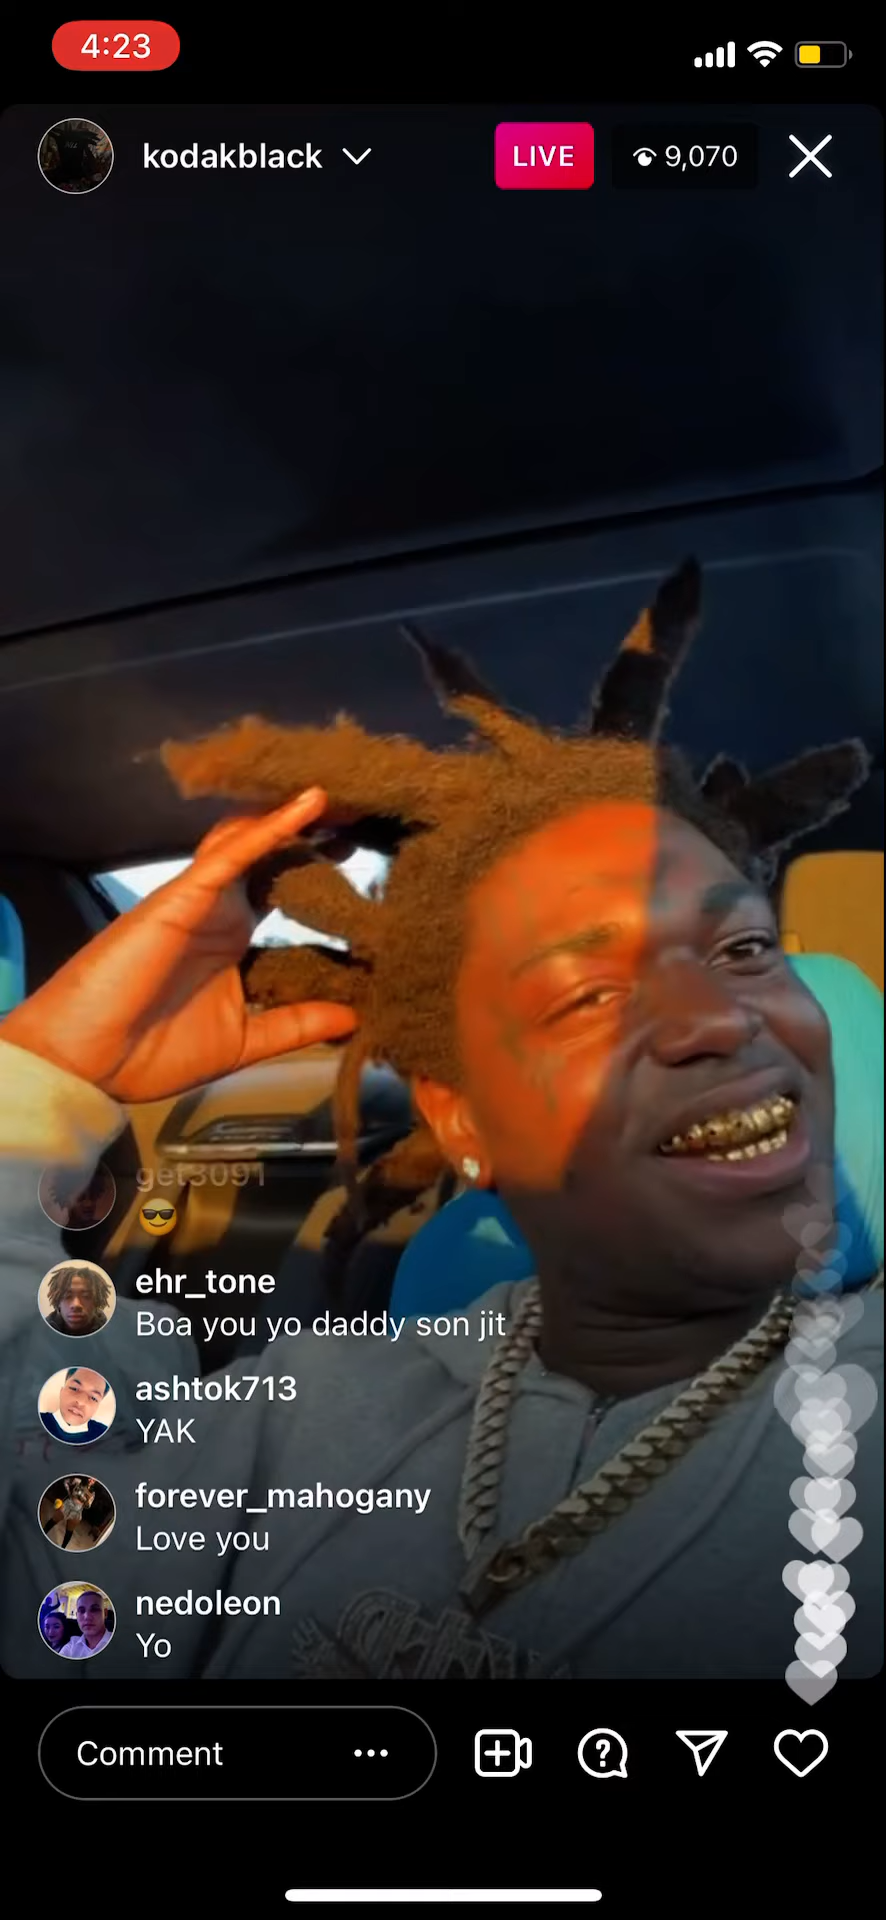 4:23
kodakblack
LIVE
9,070
get3091
😎
ehr_tone
Boa you yo daddy son jit
ashtok713
YAK
forever_mahogany
Love you
nedoleon
Yo
Comment